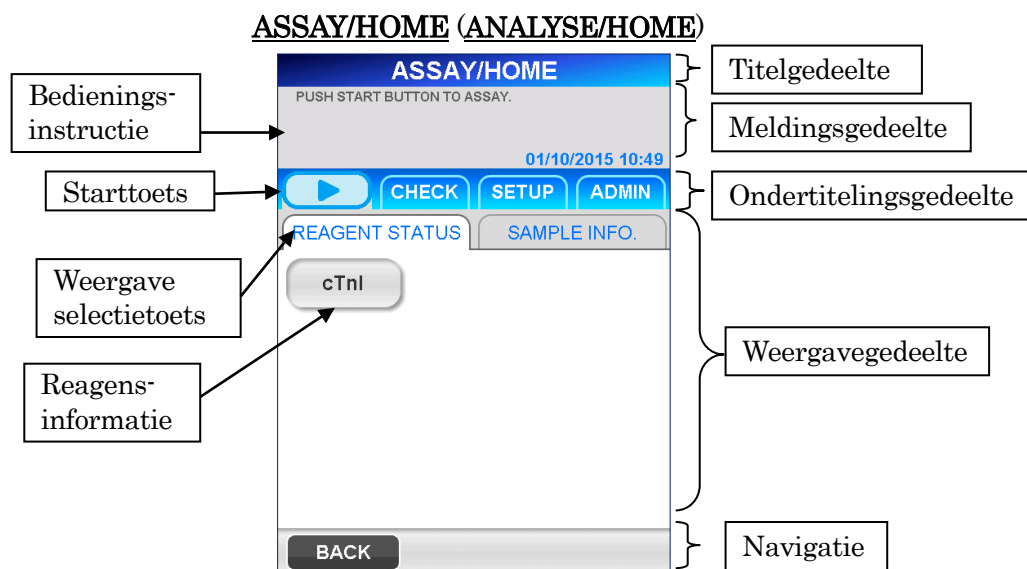 ASSAY/HOME (ANALYSE/HOME)
Bedienings-
instructie
Starttoets
Weergave
selectietoets
Reagens-
informatie
ASSAY/HOME
PUSH START BUTTON TO ASSAY.
01/10/2015 10:49
CHECK SETUP ADMIN
REAGENT STATUS SAMPLE INFO.
cTnI
BACK
Titelgedeelte
Meldingsgedeelte
Ondertitelingsgedeelte
Weergavegedeelte
Navigatie